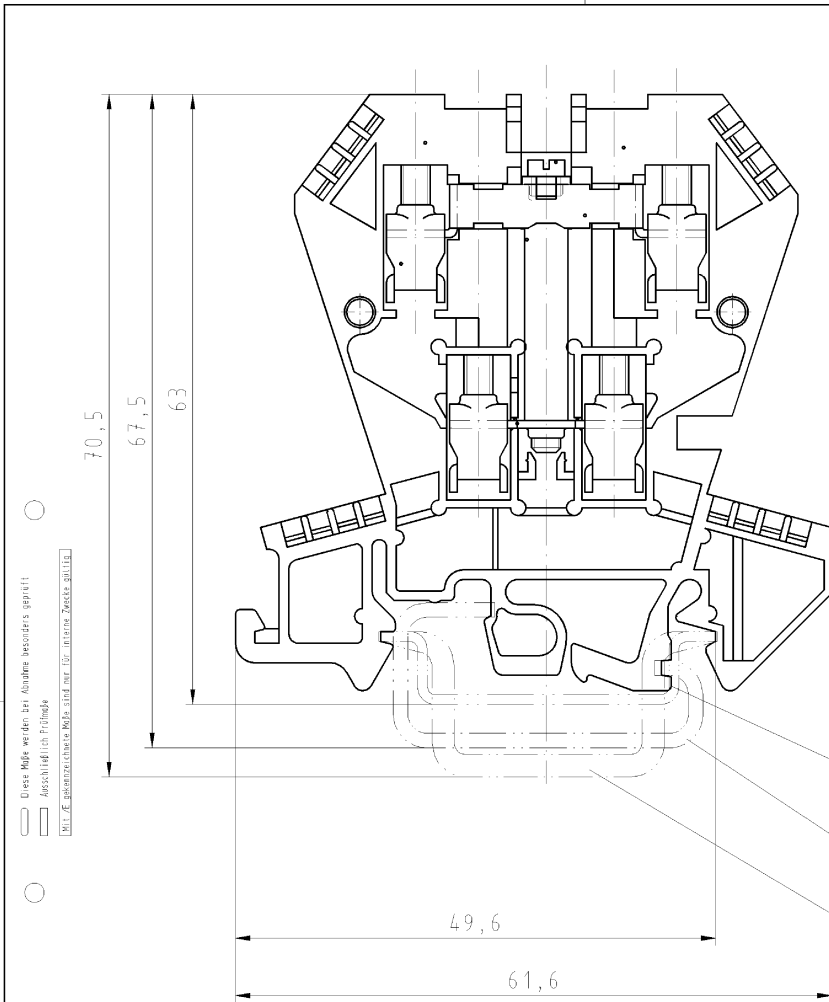 70,5
67,5
63
Diese Maße werden bei Abnahme besonders geprüft
Ausschließlich Prüfmaße
Mit /E gekennzeichnete Maße sind nur für interne Zwecke gültig
49,6
61,6